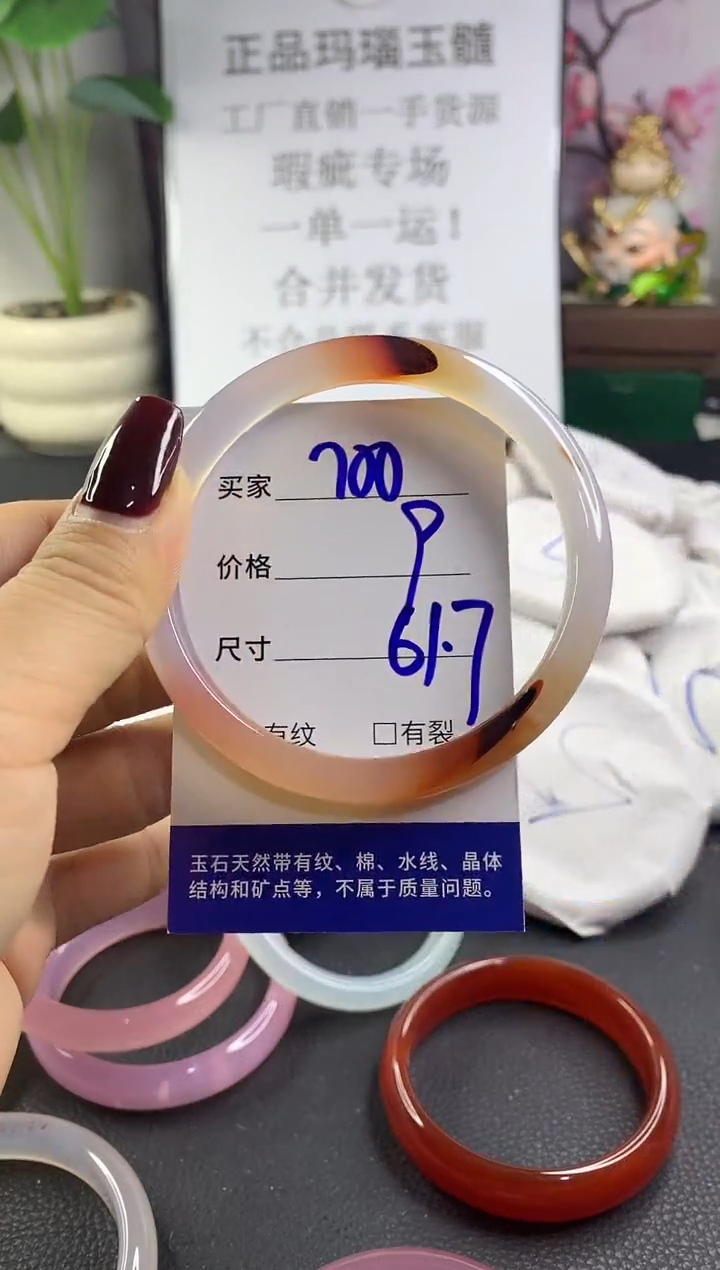 正品玛瑙玉髓
工厂直销一手货源
瑕疵专场
一单一运!
合并发货
买家 700
价格
尺寸 61.7
有纹 □有裂
玉石天然带有纹、棉、水线、晶体
结构和矿点等，不属于质量问题。